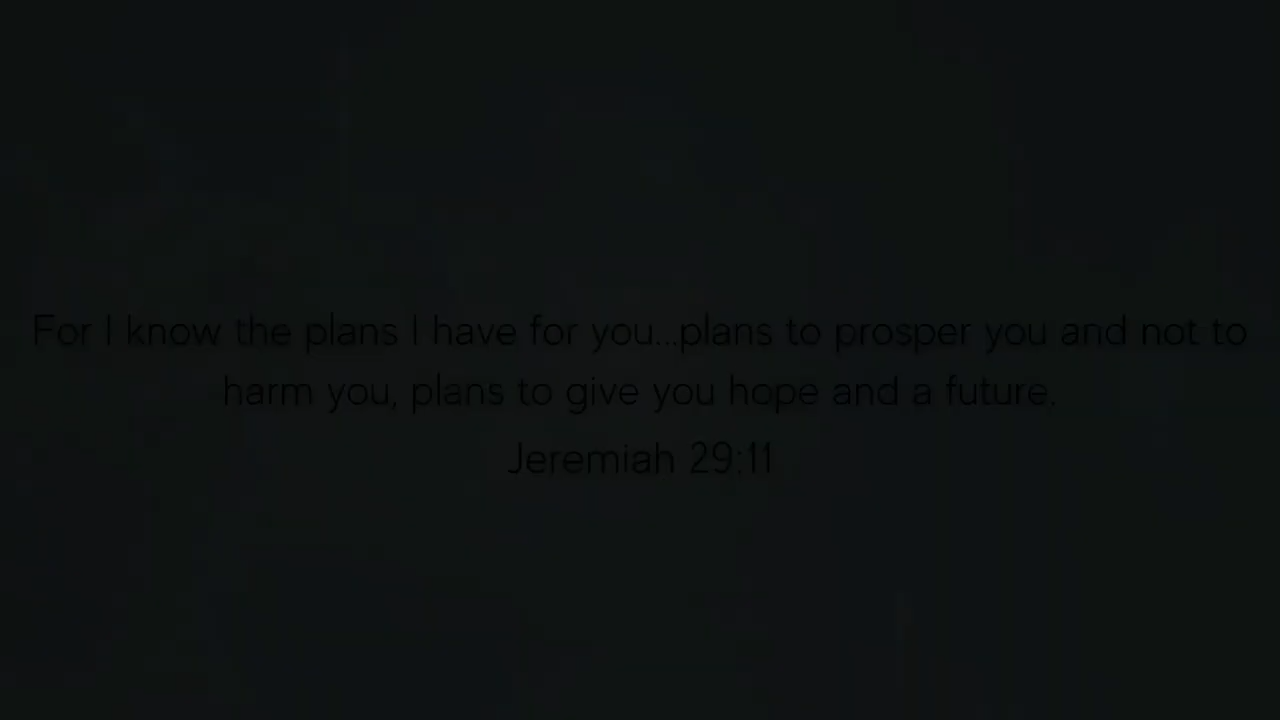 For I know the plans I have for you...plans to prosper you and not to
harm you, plans to give you hope and a future.
Jeremiah 29:11